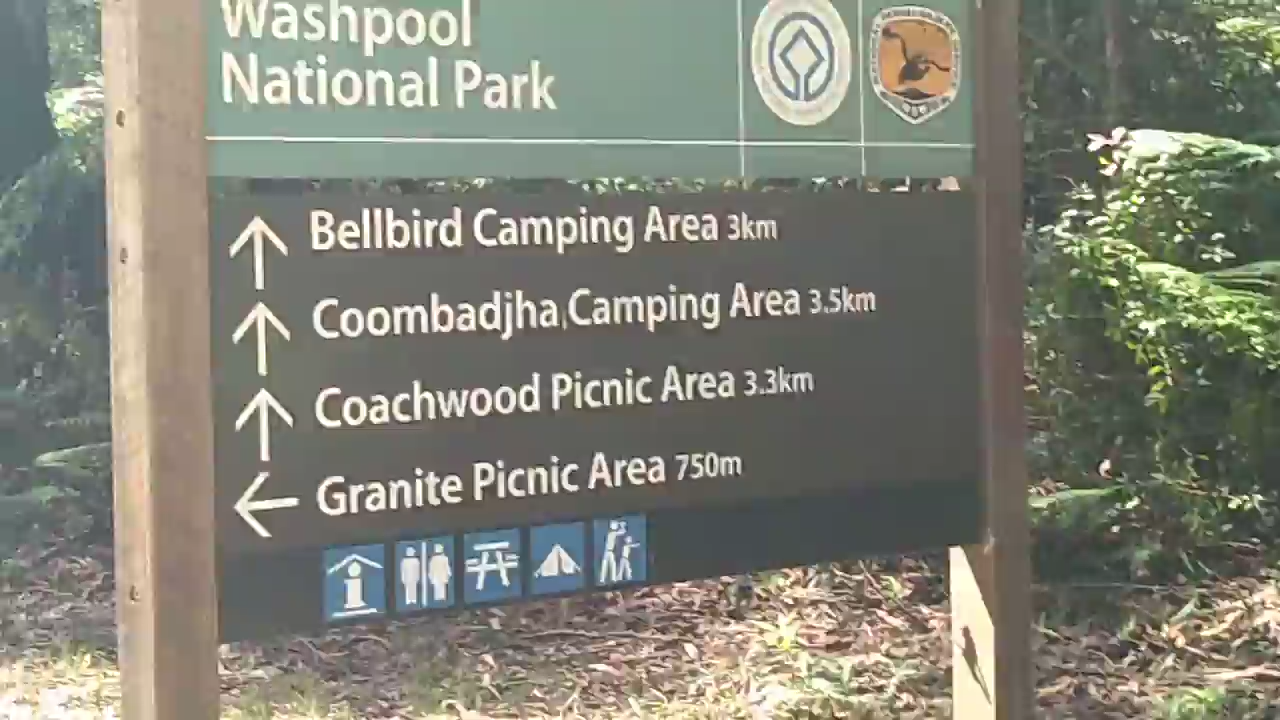 Washpool
National Park
Bellbird Camping Area 3km
Coombadjha Camping Area 3.5km
Coachwood Picnic Area 3.3km
Granite Picnic Area 750m